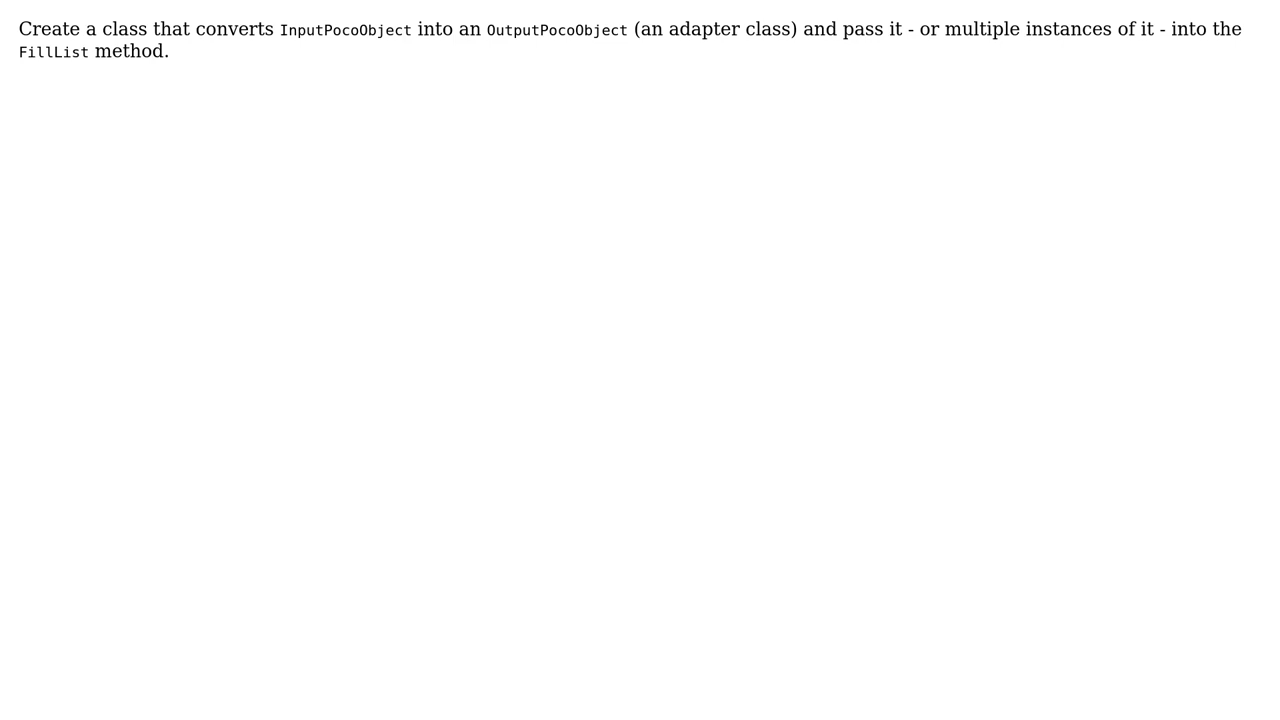 Create a class that converts InputPocoObject into an OutputPocoObject (an adapter class) and pass it - or multiple instances of it - into the
FillList method.